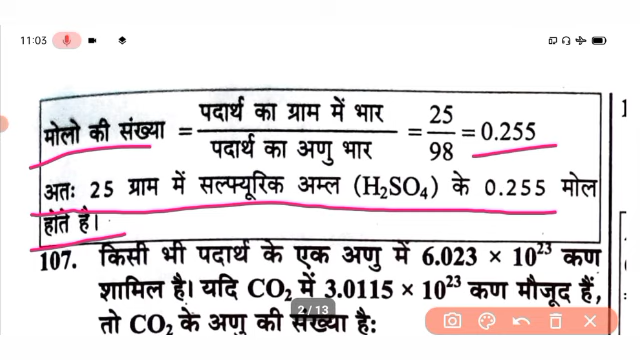 11:03
मोलो की संख्या = पदार्थ का ग्राम में भार / पदार्थ का अणु भार = 25/98 = 0.255
अतः 25 ग्राम में सल्फ्यूरिक अम्ल (H₂SO₄) के 0.255 मोल
होते है।
107. किसी भी पदार्थ के एक अणु में 6.023 × 10²³ कण
शामिल है। यदि CO₂ में 3.0115 × 10²³ कण मौजूद हैं,
तो CO₂ के अणु की संख्या है:
2 / 13